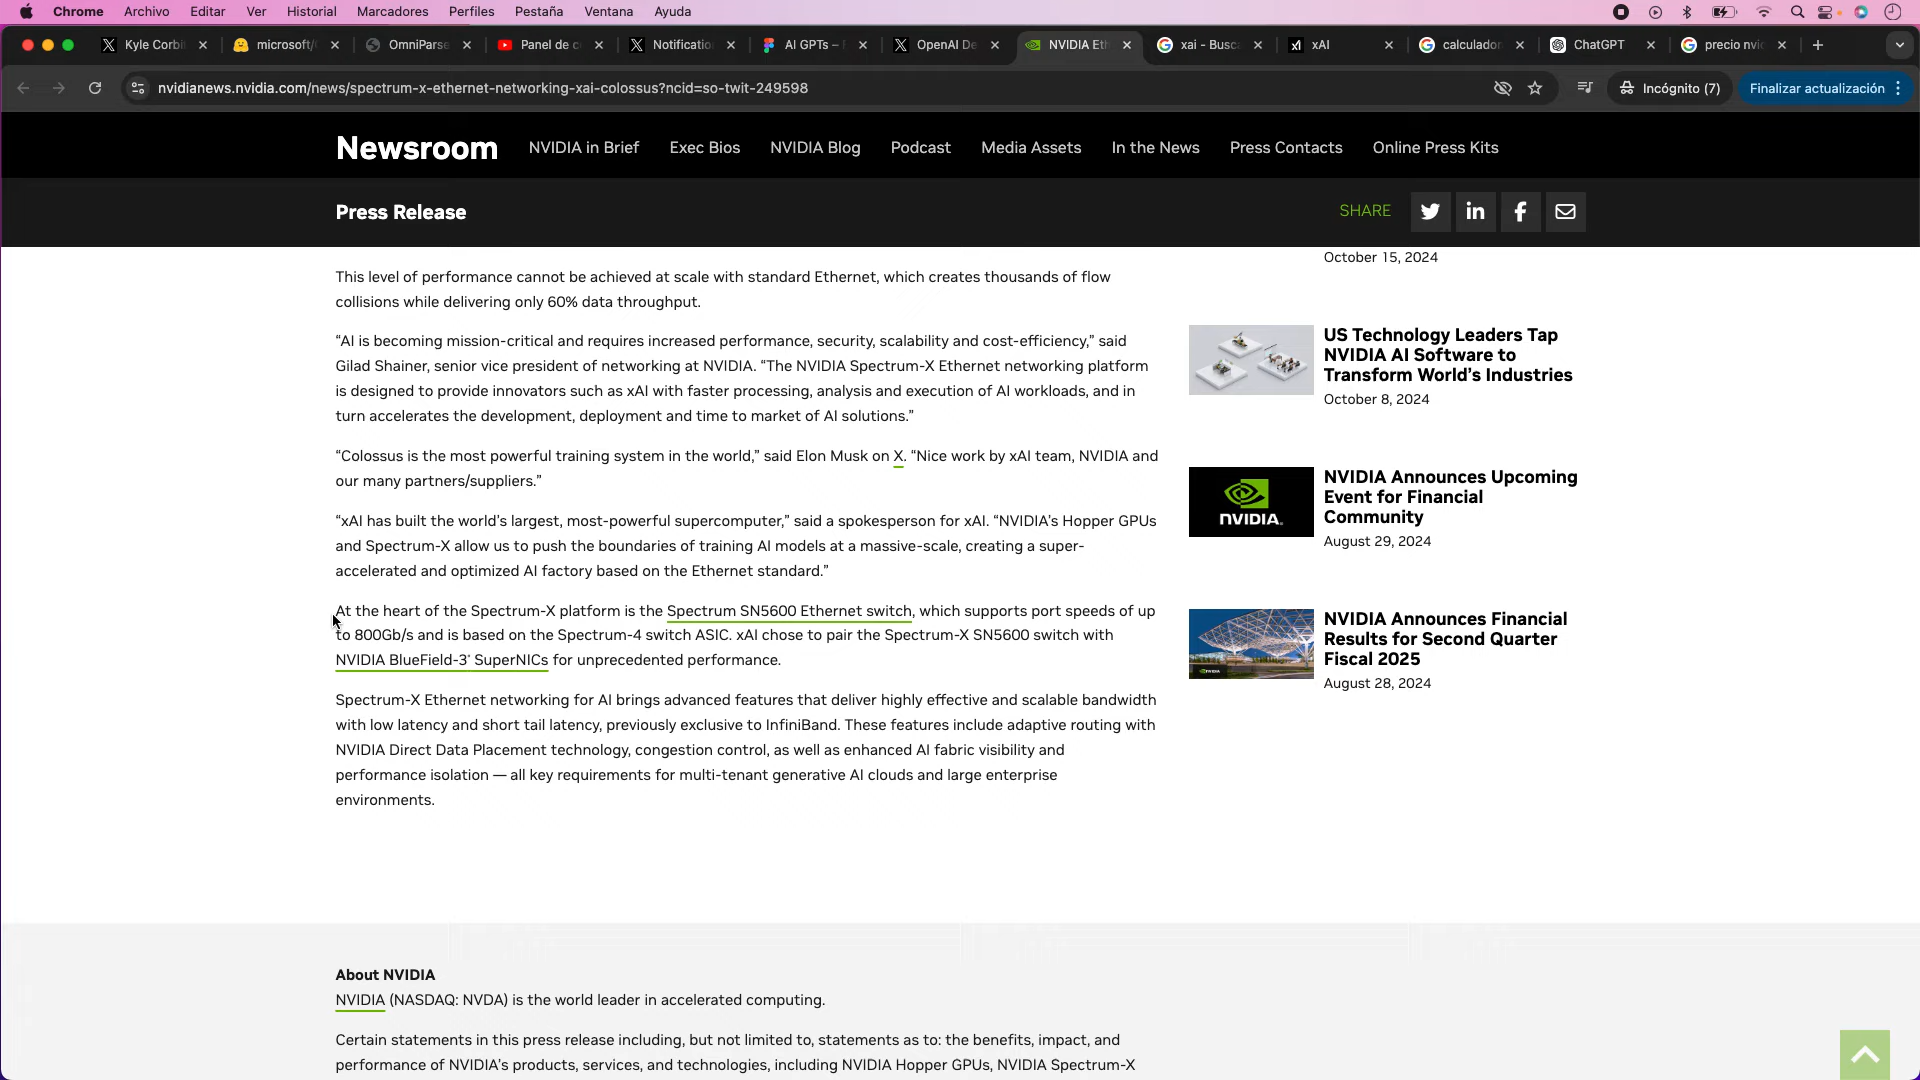 Chrome Archivo Editar Ver Historial Marcadores Perfiles Pestaña Ventana Ayuda
Kyle Corbi microsoft/ OmniParse Panel de c Notificatio AI GPTs – OpenAI De NVIDIA Eth xai - Busc xAI calculador ChatGPT precio nvi
nvidianews.nvidia.com/news/spectrum-x-ethernet-networking-xai-colossus?ncid=so-twit-249598 Incógnito (7) Finalizar actualización
Newsroom NVIDIA in Brief Exec Bios NVIDIA Blog Podcast Media Assets In the News Press Contacts Online Press Kits
Press Release SHARE
This level of performance cannot be achieved at scale with standard Ethernet, which creates thousands of flow
collisions while delivering only 60% data throughput.
“AI is becoming mission-critical and requires increased performance, security, scalability and cost-efficiency,” said
Gilad Shainer, senior vice president of networking at NVIDIA. “The NVIDIA Spectrum-X Ethernet networking platform
is designed to provide innovators such as xAI with faster processing, analysis and execution of AI workloads, and in
turn accelerates the development, deployment and time to market of AI solutions.”
“Colossus is the most powerful training system in the world,” said Elon Musk on X. “Nice work by xAI team, NVIDIA and
our many partners/suppliers.”
“xAI has built the world’s largest, most-powerful supercomputer,” said a spokesperson for xAI. “NVIDIA’s Hopper GPUs
and Spectrum-X allow us to push the boundaries of training AI models at a massive-scale, creating a super-
accelerated and optimized AI factory based on the Ethernet standard.”
At the heart of the Spectrum-X platform is the Spectrum SN5600 Ethernet switch, which supports port speeds of up
to 800Gb/s and is based on the Spectrum-4 switch ASIC. xAI chose to pair the Spectrum-X SN5600 switch with
NVIDIA BlueField-3® SuperNICs for unprecedented performance.
Spectrum-X Ethernet networking for AI brings advanced features that deliver highly effective and scalable bandwidth
with low latency and short tail latency, previously exclusive to InfiniBand. These features include adaptive routing with
NVIDIA Direct Data Placement technology, congestion control, as well as enhanced AI fabric visibility and
performance isolation — all key requirements for multi-tenant generative AI clouds and large enterprise
environments.
October 15, 2024
US Technology Leaders Tap
NVIDIA AI Software to
Transform World’s Industries
October 8, 2024
NVIDIA.
NVIDIA Announces Upcoming
Event for Financial
Community
August 29, 2024
NVIDIA Announces Financial
Results for Second Quarter
Fiscal 2025
August 28, 2024
About NVIDIA
NVIDIA (NASDAQ: NVDA) is the world leader in accelerated computing.
Certain statements in this press release including, but not limited to, statements as to: the benefits, impact, and
performance of NVIDIA’s products, services, and technologies, including NVIDIA Hopper GPUs, NVIDIA Spectrum-X